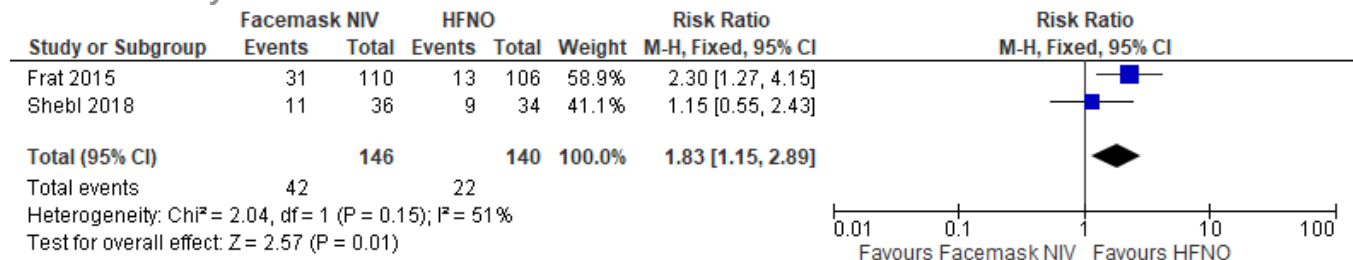 Facemask NIV HFNO Risk Ratio Risk Ratio
Study or Subgroup Events Total Events Total Weight M-H, Fixed, 95% CI M-H, Fixed, 95% CI
Frat 2015 31 110 13 106 58.9% 2.30 [1.27, 4.15]
Shebl 2018 11 36 9 34 41.1% 1.15 [0.55, 2.43]
Total (95% CI) 146 140 100.0% 1.83 [1.15, 2.89]
Total events 42 22
Heterogeneity: Chi² = 2.04, df = 1 (P = 0.15); I² = 51%
Test for overall effect: Z = 2.57 (P = 0.01)
0.01 0.1 1 10 100
Favours Facemask NIV Favours HFNO